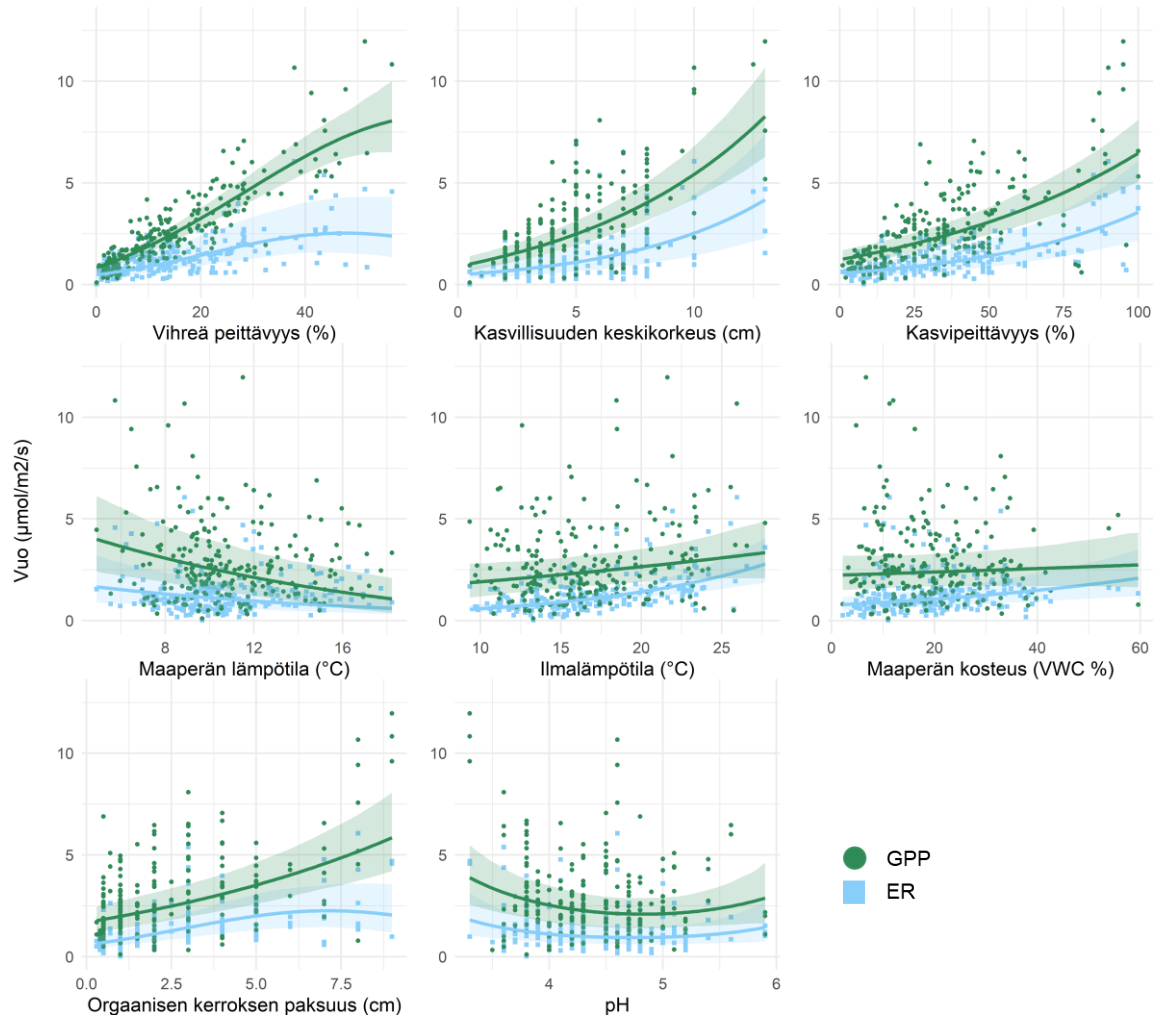 10
5
0
0 20 40
Vihreä peittävyys (%)
10
5
0
0 5 10
Kasvillisuuden keskikorkeus (cm)
10
5
0
0 25 50 75 100
Kasvipeittävyys (%)
Vuo (µmol/m2/s)
10
5
0
8 12 16
Maaperän lämpötila (°C)
10
5
0
10 15 20 25
Ilmalämpötila (°C)
10
5
0
0 20 40 60
Maaperän kosteus (VWC %)
10
5
0
0.0 2.5 5.0 7.5
Orgaanisen kerroksen paksuus (cm)
10
5
0
4 5 6
pH
GPP
ER